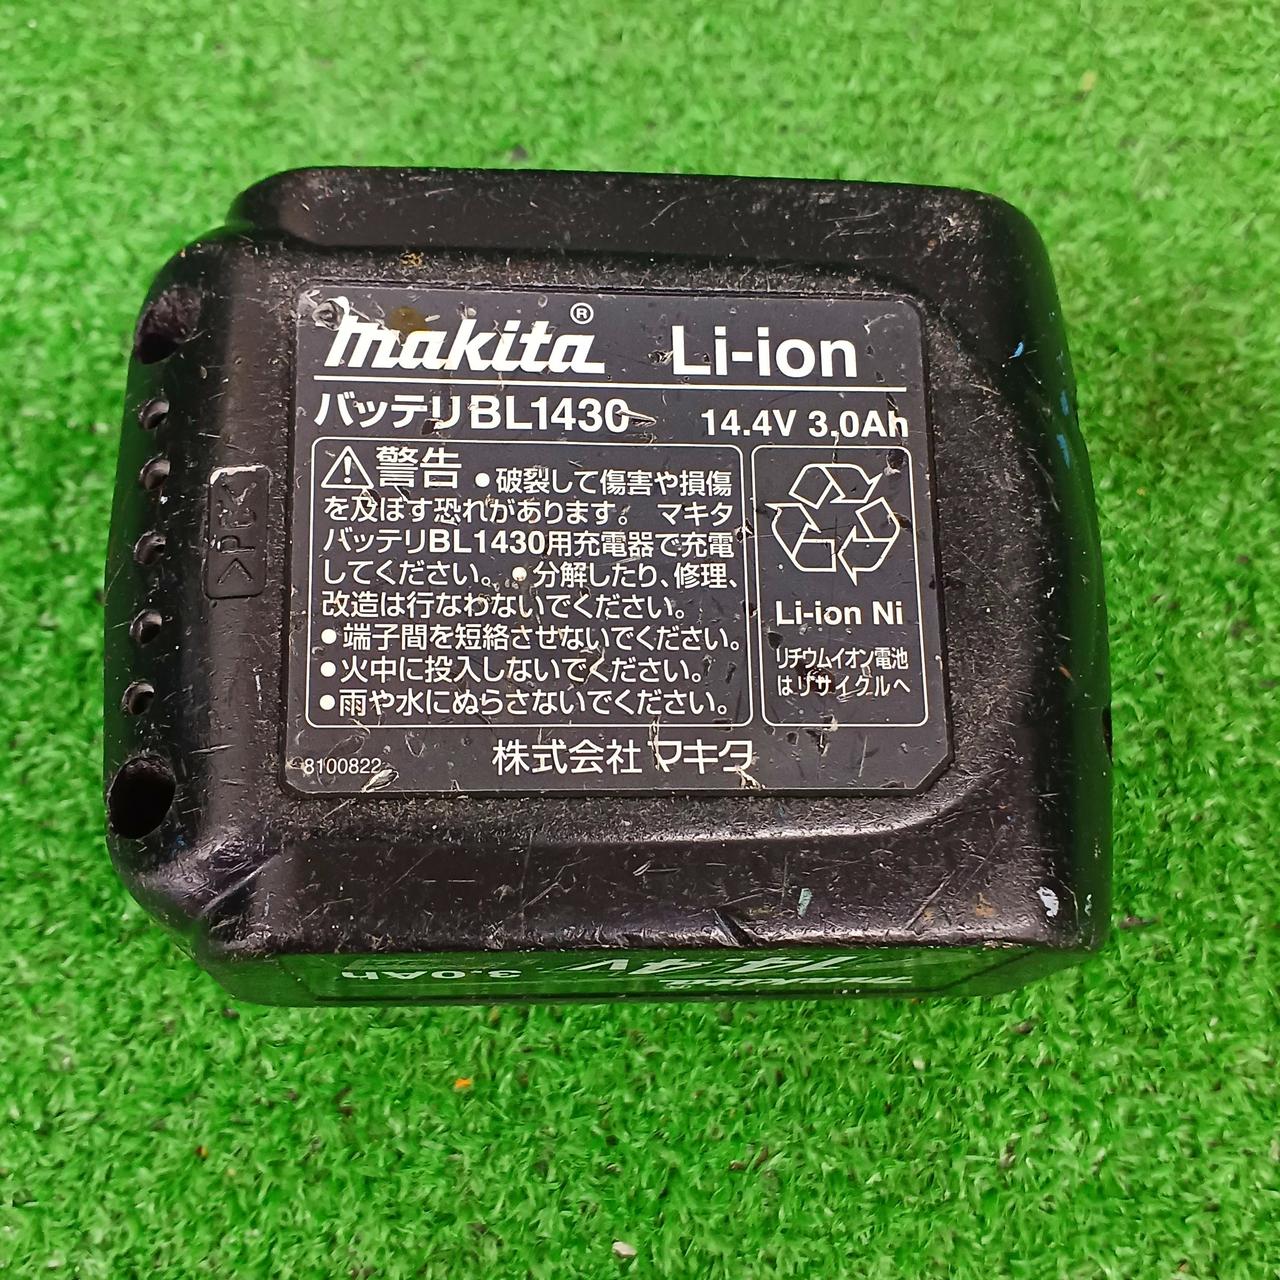 makita® Li-ion
バッテリBL1430 14.4V 3.0Ah
警告 ●破裂して傷害や損傷
を及ぼす恐れがあります。 マキタ
バッテリBL1430用充電器で充電
してください。●分解したり、修理、
改造は行なわないでください。
●端子間を短絡させないでください。
●火中に投入しないでください。
●雨や水にぬらさないでください。
Li-ion Ni
リチウムイオン電池
はリサイクルへ
8100822 株式会社 マキタ
>PC<
makita 14.4V 3.0Ah